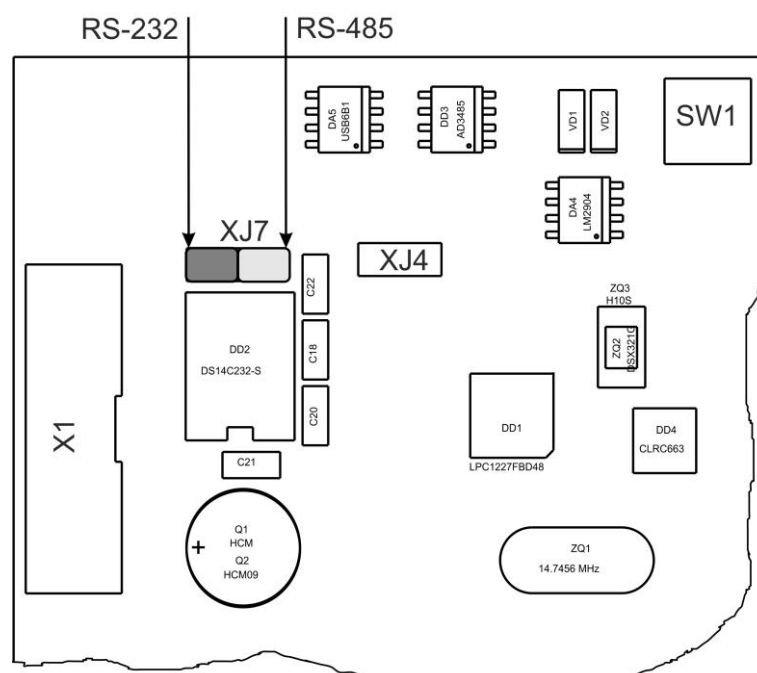 RS-232
RS-485
DA5
USB6B1
DD3
AD3485
VD1
VD2
SW1
DA4
LM2904
XJ7
XJ4
C22
ZQ3
H10S
ZQ2
DSX321G
DD2
DS14C232-S
C18
X1
C20
DD1
LPC1227FBD48
DD4
CLRC663
C21
Q1
HCM
Q2
HCM09
+
ZQ1
14.7456 MHz